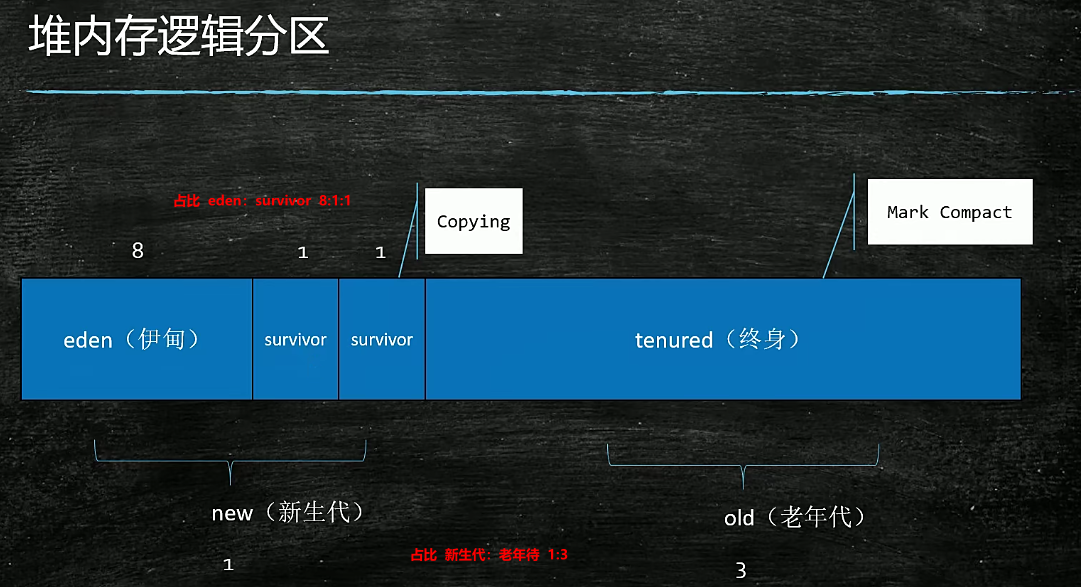 堆内存逻辑分区
占比 eden：survivor 8:1:1
Copying
Mark Compact
8
1
1
eden（伊甸）
survivor
survivor
tenured（终身）
new（新生代）
old（老年代）
占比 新生代：老年待 1:3
1
3